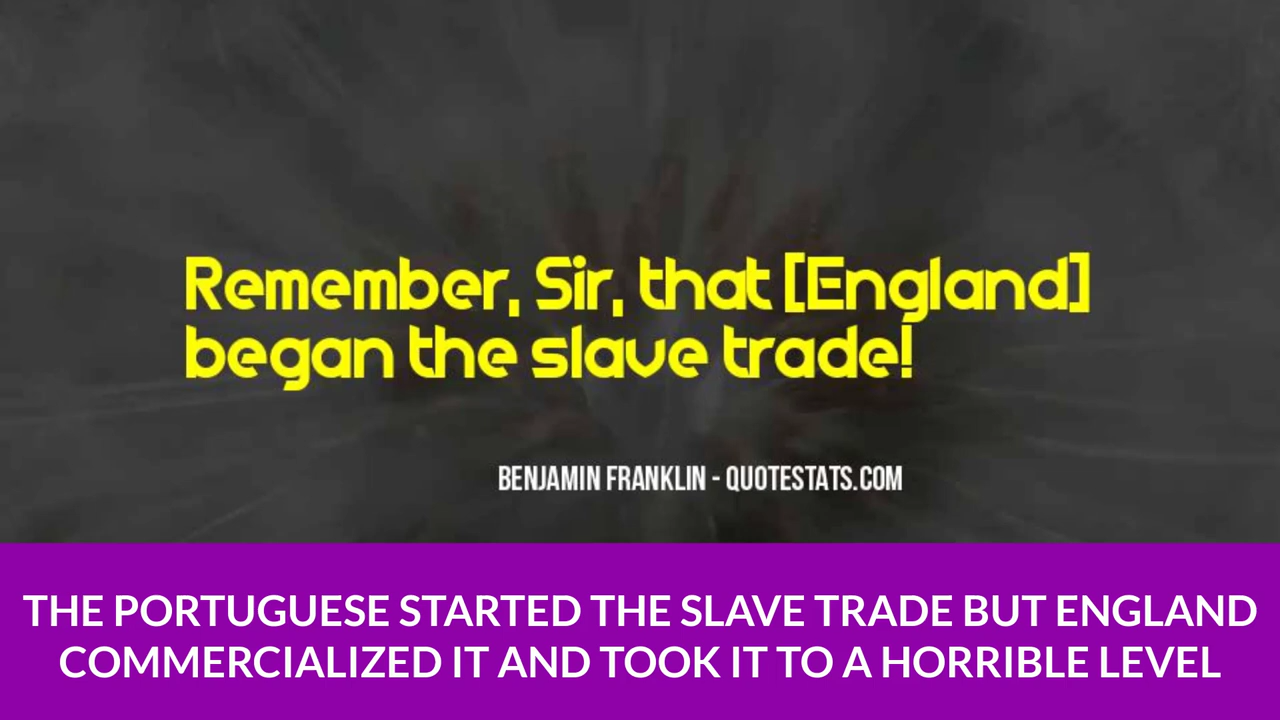 Remember, Sir, that [England]
began the slave trade!
BENJAMIN FRANKLIN - QUOTESTATS.COM
THE PORTUGUESE STARTED THE SLAVE TRADE BUT ENGLAND
COMMERCIALIZED IT AND TOOK IT TO A HORRIBLE LEVEL